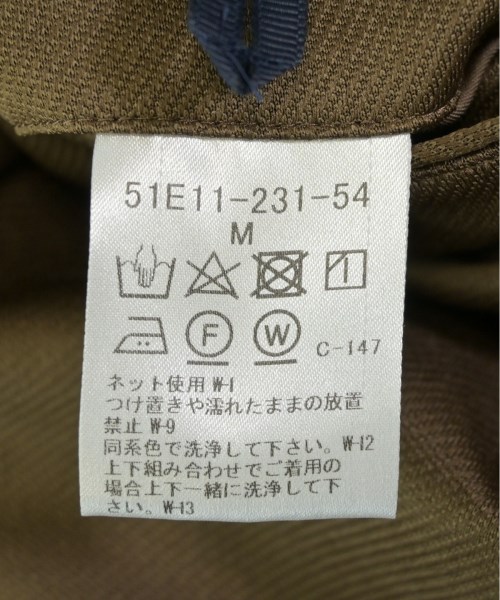 51E11-231-54
M
F W C-147
ネット使用 W-1
つけ置きや濡れたままの放置
禁止 W-9
同系色で洗浄して下さい。W-12
上下組み合わせでご着用の
場合上下一緒に洗浄して下
さい。W-13